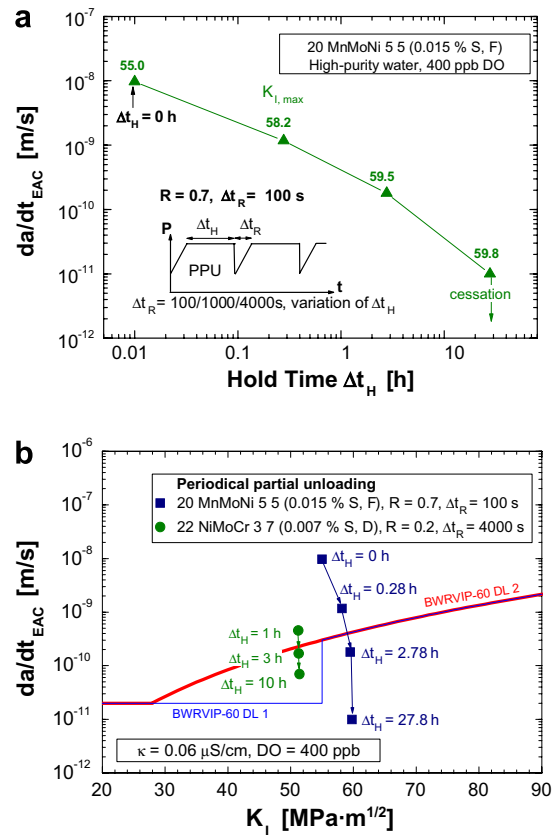 a
20 MnMoNi 5 5 (0.015 % S, F)
High-purity water, 400 ppb DO
55.0
K_I, max
Δt_H = 0 h
58.2
59.5
59.8
R = 0.7, Δt_R = 100 s
P
Δt_H
Δt_R
PPU
t
Δt_R = 100/1000/4000s, variation of Δt_H
cessation
10^-7
10^-8
10^-9
10^-10
10^-11
10^-12
da/dt_EAC [m/s]
0.01
0.1
1
10
Hold Time Δt_H [h]
b
Periodical partial unloading
20 MnMoNi 5 5 (0.015 % S, F), R = 0.7, Δt_R = 100 s
22 NiMoCr 3 7 (0.007 % S, D), R = 0.2, Δt_R = 4000 s
Δt_H = 0 h
Δt_H = 0.28 h
BWRVIP-60 DL 2
Δt_H = 1 h
Δt_H = 3 h
Δt_H = 10 h
Δt_H = 2.78 h
Δt_H = 27.8 h
BWRVIP-60 DL 1
κ = 0.06 μS/cm, DO = 400 ppb
10^-6
10^-7
10^-8
10^-9
10^-10
10^-11
10^-12
da/dt_EAC [m/s]
20
30
40
50
60
70
80
90
K_I [MPa·m^1/2]